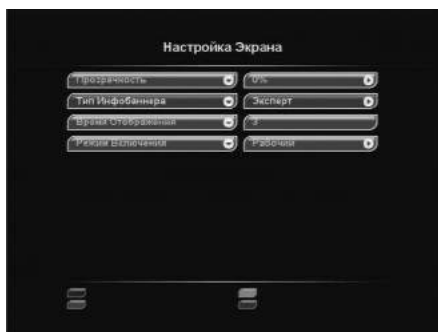 Настройка Экрана
Прозрачность 0%
Тип Инфобаннера Эксперт
Время Отображения 3
Режим Включения Рабочий